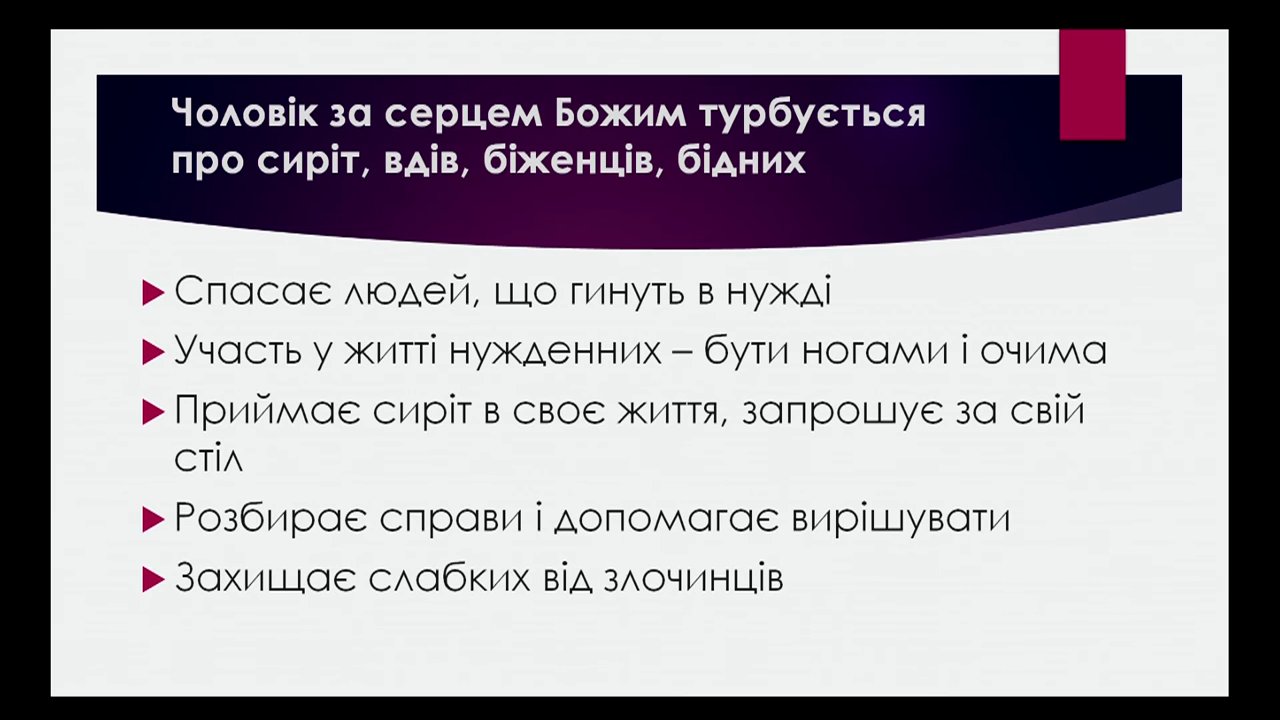 Чоловік за серцем Божим турбується
про сиріт, вдів, біженців, бідних
Спасає людей, що гинуть в нужді
Участь у житті нужденних – бути ногами і очима
Приймає сиріт в своє життя, запрошує за свій
стіл
Розбирає справи і допомагає вирішувати
Захищає слабких від злочинців